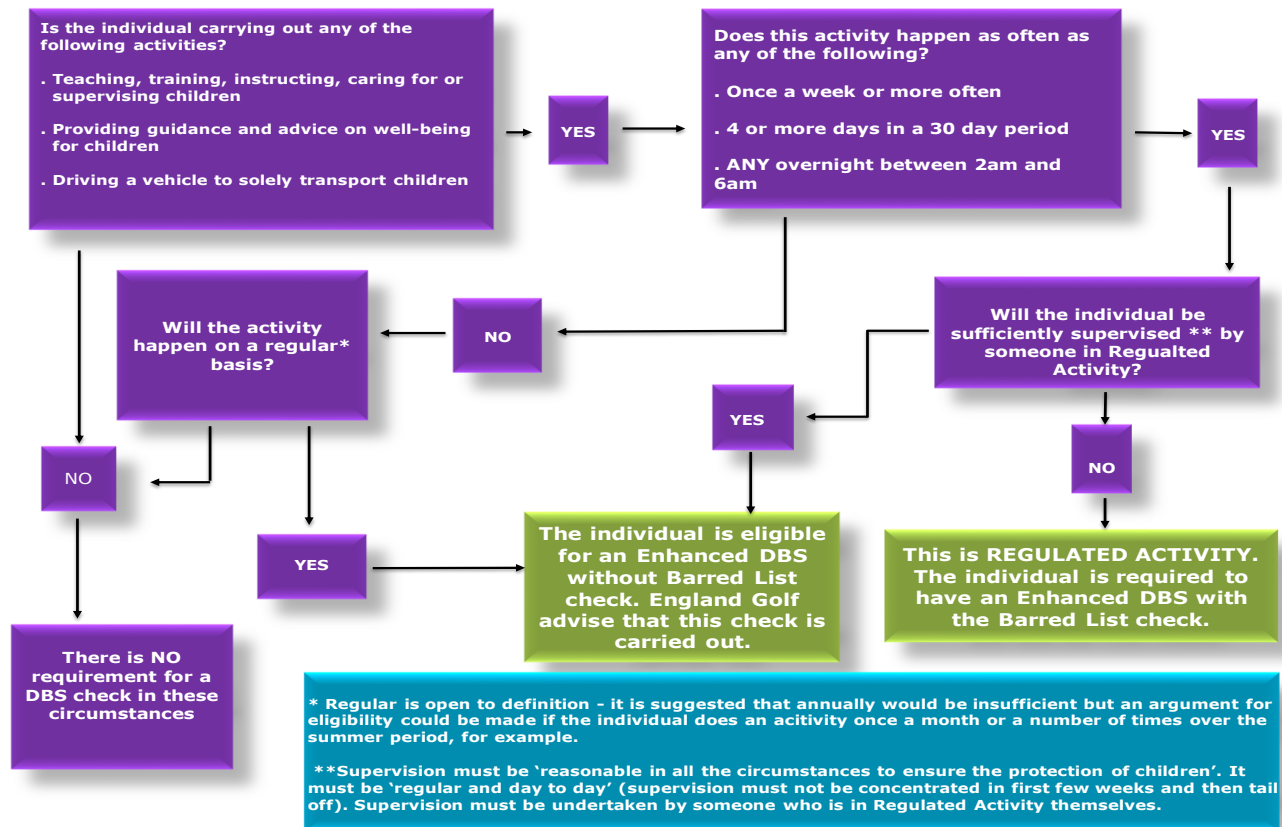 Is the individual carrying out any of the
following activities?
. Teaching, training, instructing, caring for or
supervising children
. Providing guidance and advice on well-being
for children
. Driving a vehicle to solely transport children
YES
Does this activity happen as often as
any of the following?
. Once a week or more often
. 4 or more days in a 30 day period
. ANY overnight between 2am and
6am
YES
Will the activity
happen on a regular*
basis?
NO
Will the individual be
sufficiently supervised ** by
someone in Regualted
Activity?
YES
NO
NO
YES
The individual is eligible
for an Enhanced DBS
without Barred List
check. England Golf
advise that this check is
carried out.
This is REGULATED ACTIVITY.
The individual is required to
have an Enhanced DBS with
the Barred List check.
There is NO
requirement for a
DBS check in these
circumstances
* Regular is open to definition - it is suggested that annually would be insufficient but an argument for
eligibility could be made if the individual does an acitivity once a month or a number of times over the
summer period, for example.
**Supervision must be ‘reasonable in all the circumstances to ensure the protection of children’. It
must be ‘regular and day to day’ (supervision must not be concentrated in first few weeks and then tail
off). Supervision must be undertaken by someone who is in Regulated Activity themselves.